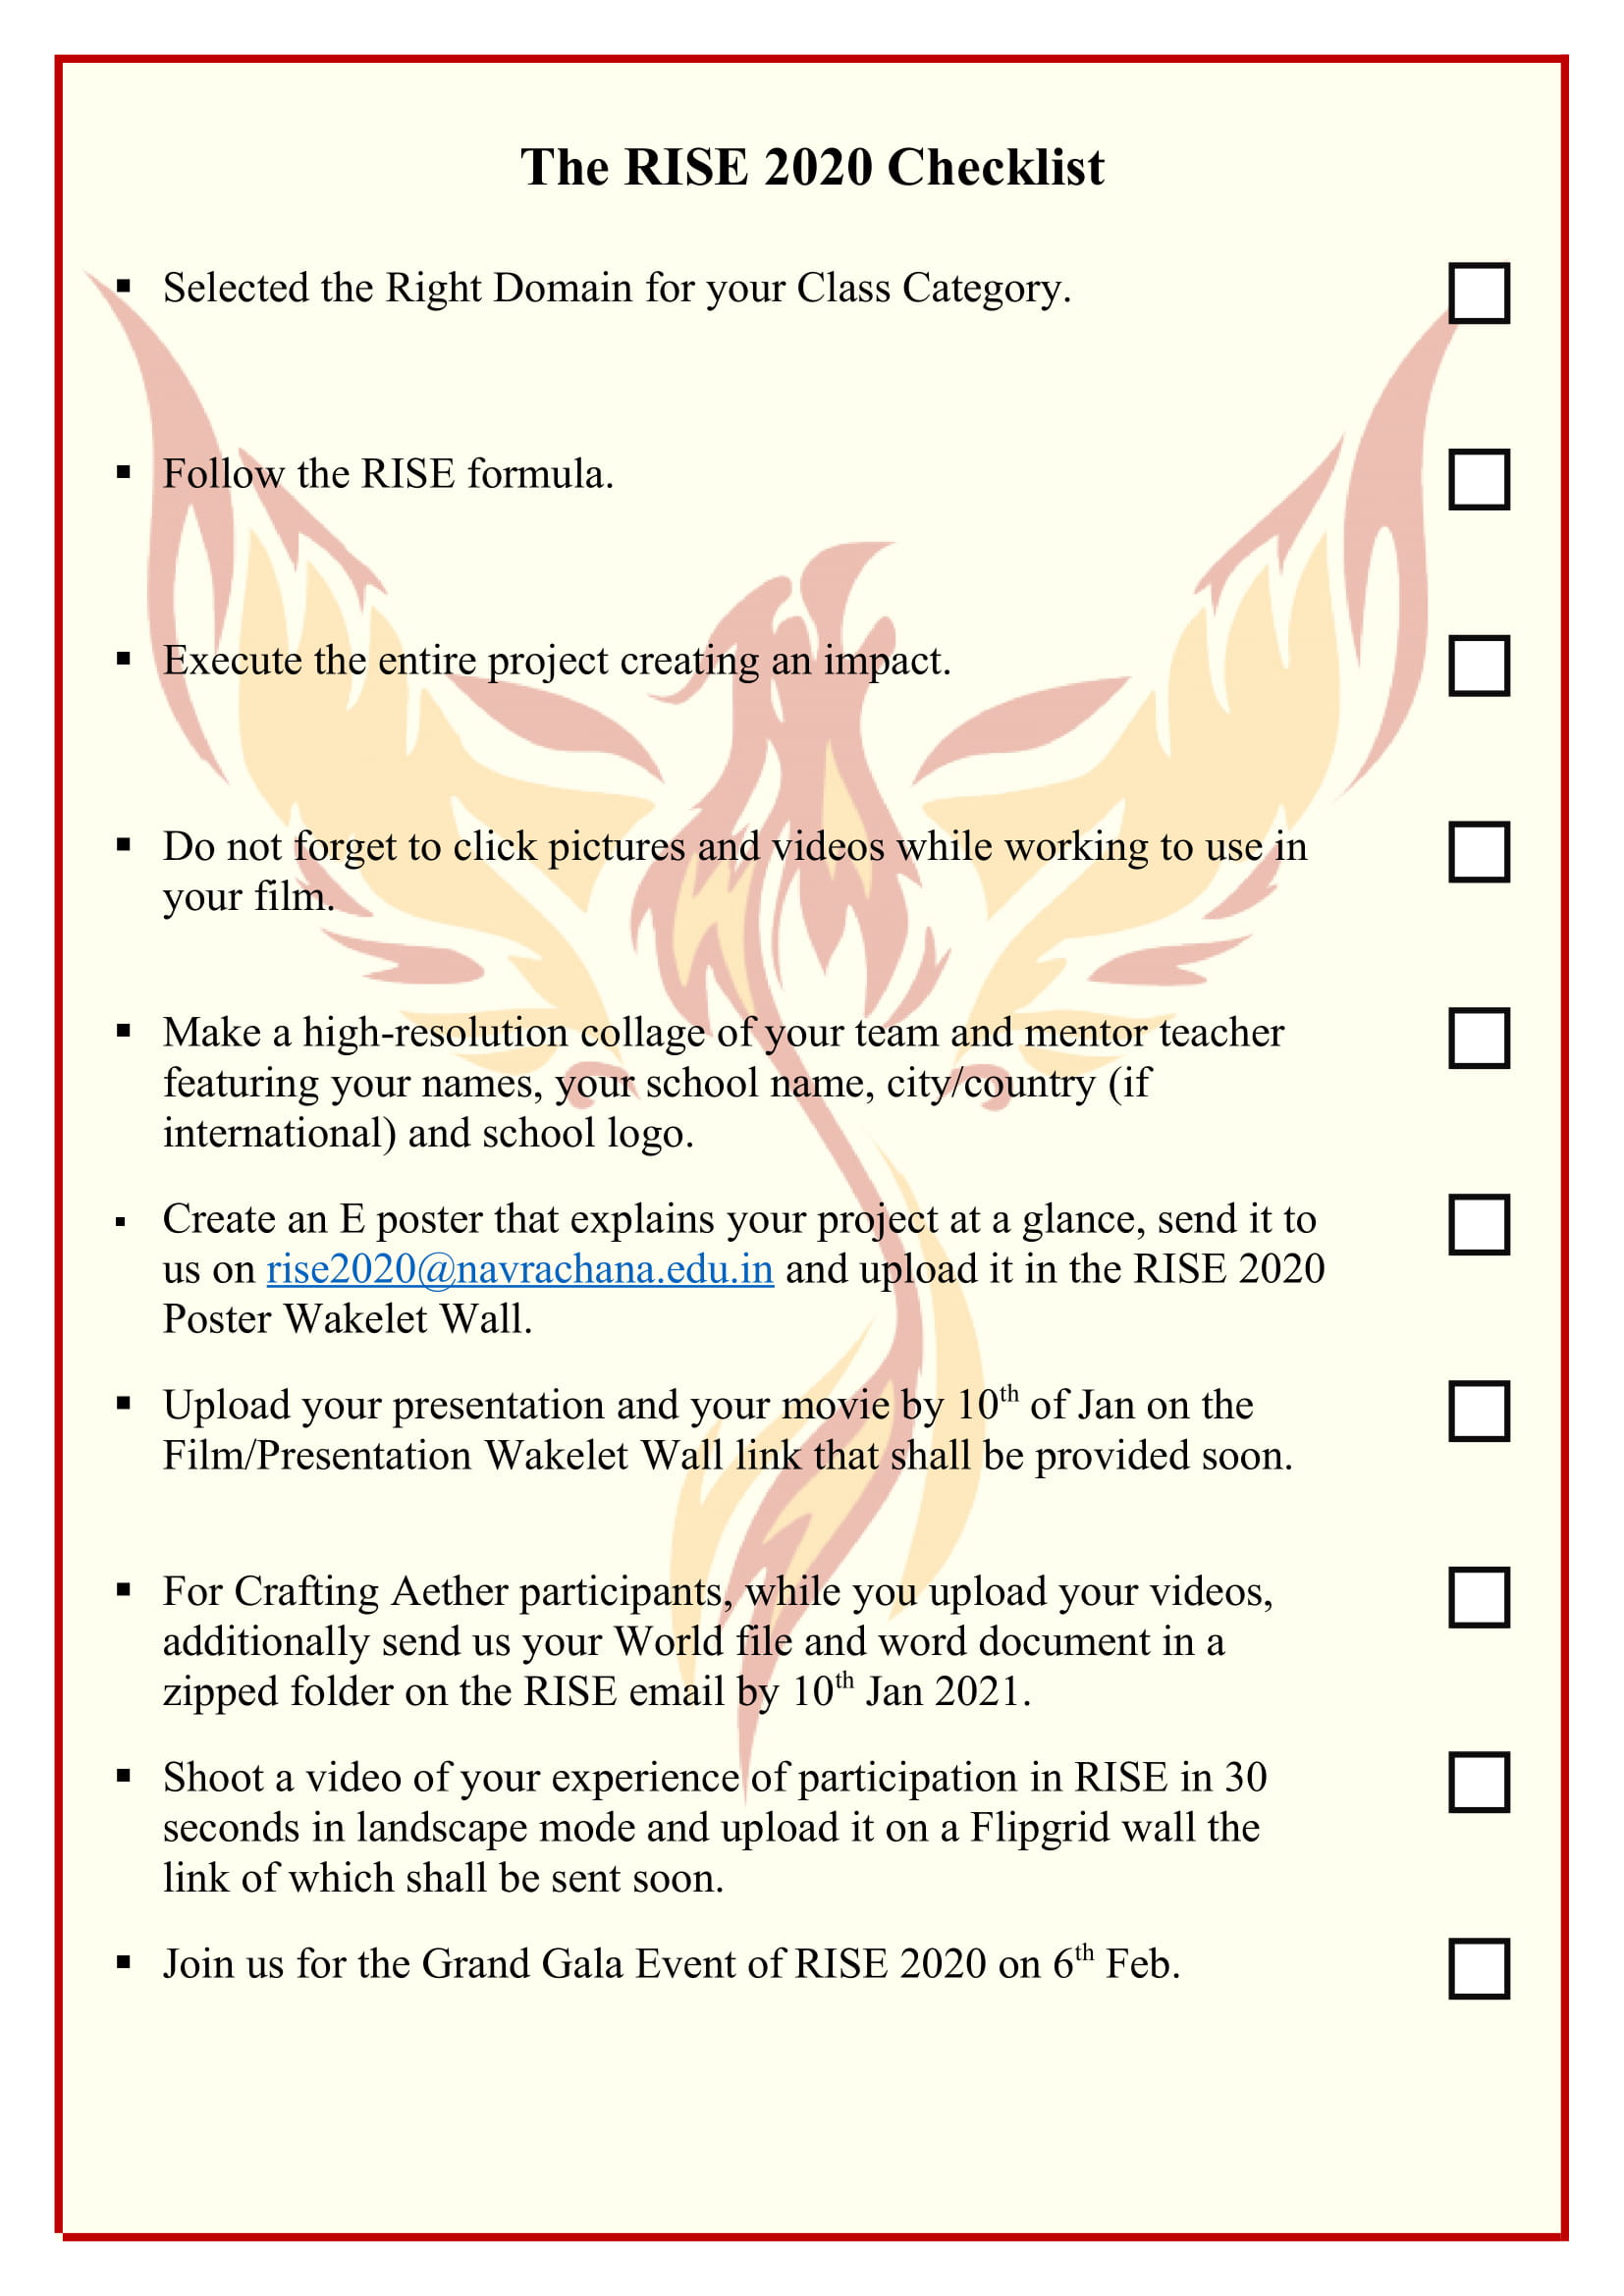 The RISE 2020 Checklist
▪ Selected the Right Domain for your Class Category.
▪ Follow the RISE formula.
▪ Execute the entire project creating an impact.
▪ Do not forget to click pictures and videos while working to use in
your film.
▪ Make a high-resolution collage of your team and mentor teacher
featuring your names, your school name, city/country (if
international) and school logo.
▪ Create an E poster that explains your project at a glance, send it to
us on rise2020@navrachana.edu.in and upload it in the RISE 2020
Poster Wakelet Wall.
▪ Upload your presentation and your movie by 10th of Jan on the
Film/Presentation Wakelet Wall link that shall be provided soon.
▪ For Crafting Aether participants, while you upload your videos,
additionally send us your World file and word document in a
zipped folder on the RISE email by 10th Jan 2021.
▪ Shoot a video of your experience of participation in RISE in 30
seconds in landscape mode and upload it on a Flipgrid wall the
link of which shall be sent soon.
▪ Join us for the Grand Gala Event of RISE 2020 on 6th Feb.